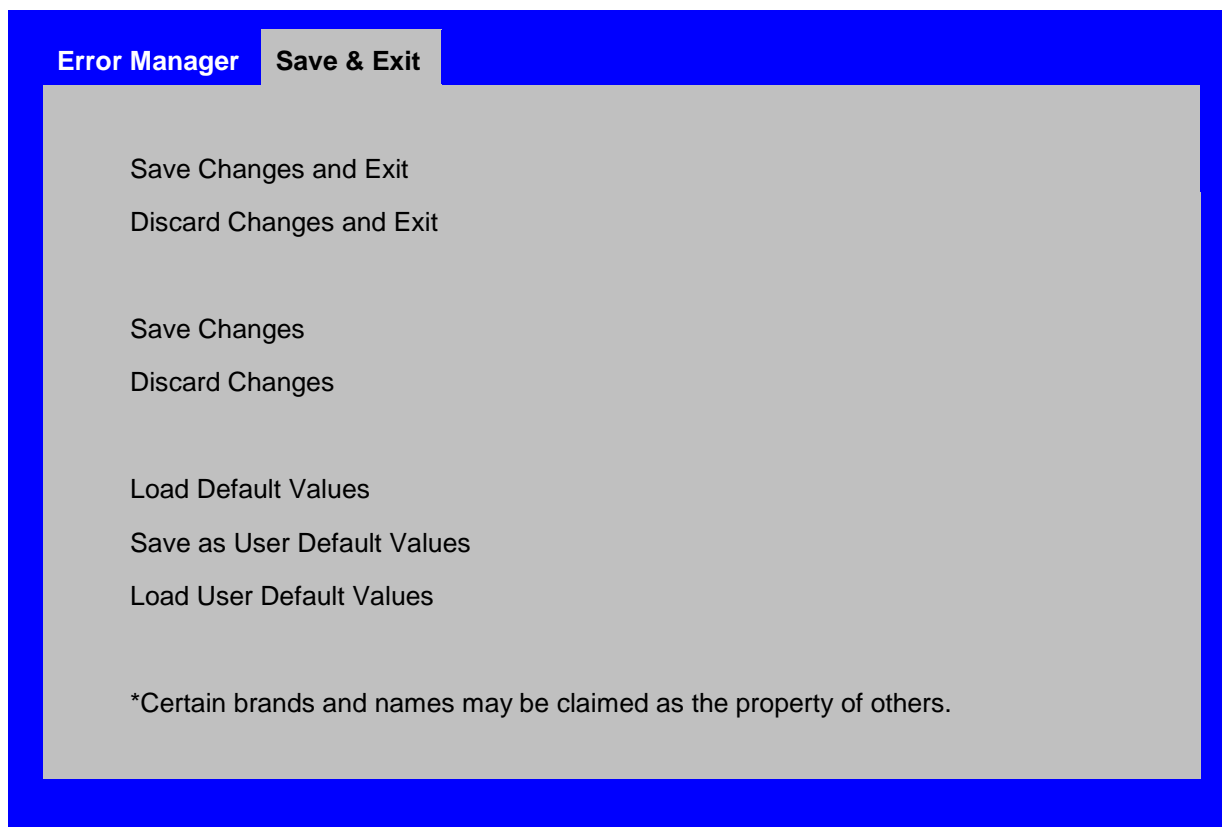 Error Manager Save & Exit
Save Changes and Exit
Discard Changes and Exit
Save Changes
Discard Changes
Load Default Values
Save as User Default Values
Load User Default Values
*Certain brands and names may be claimed as the property of others.